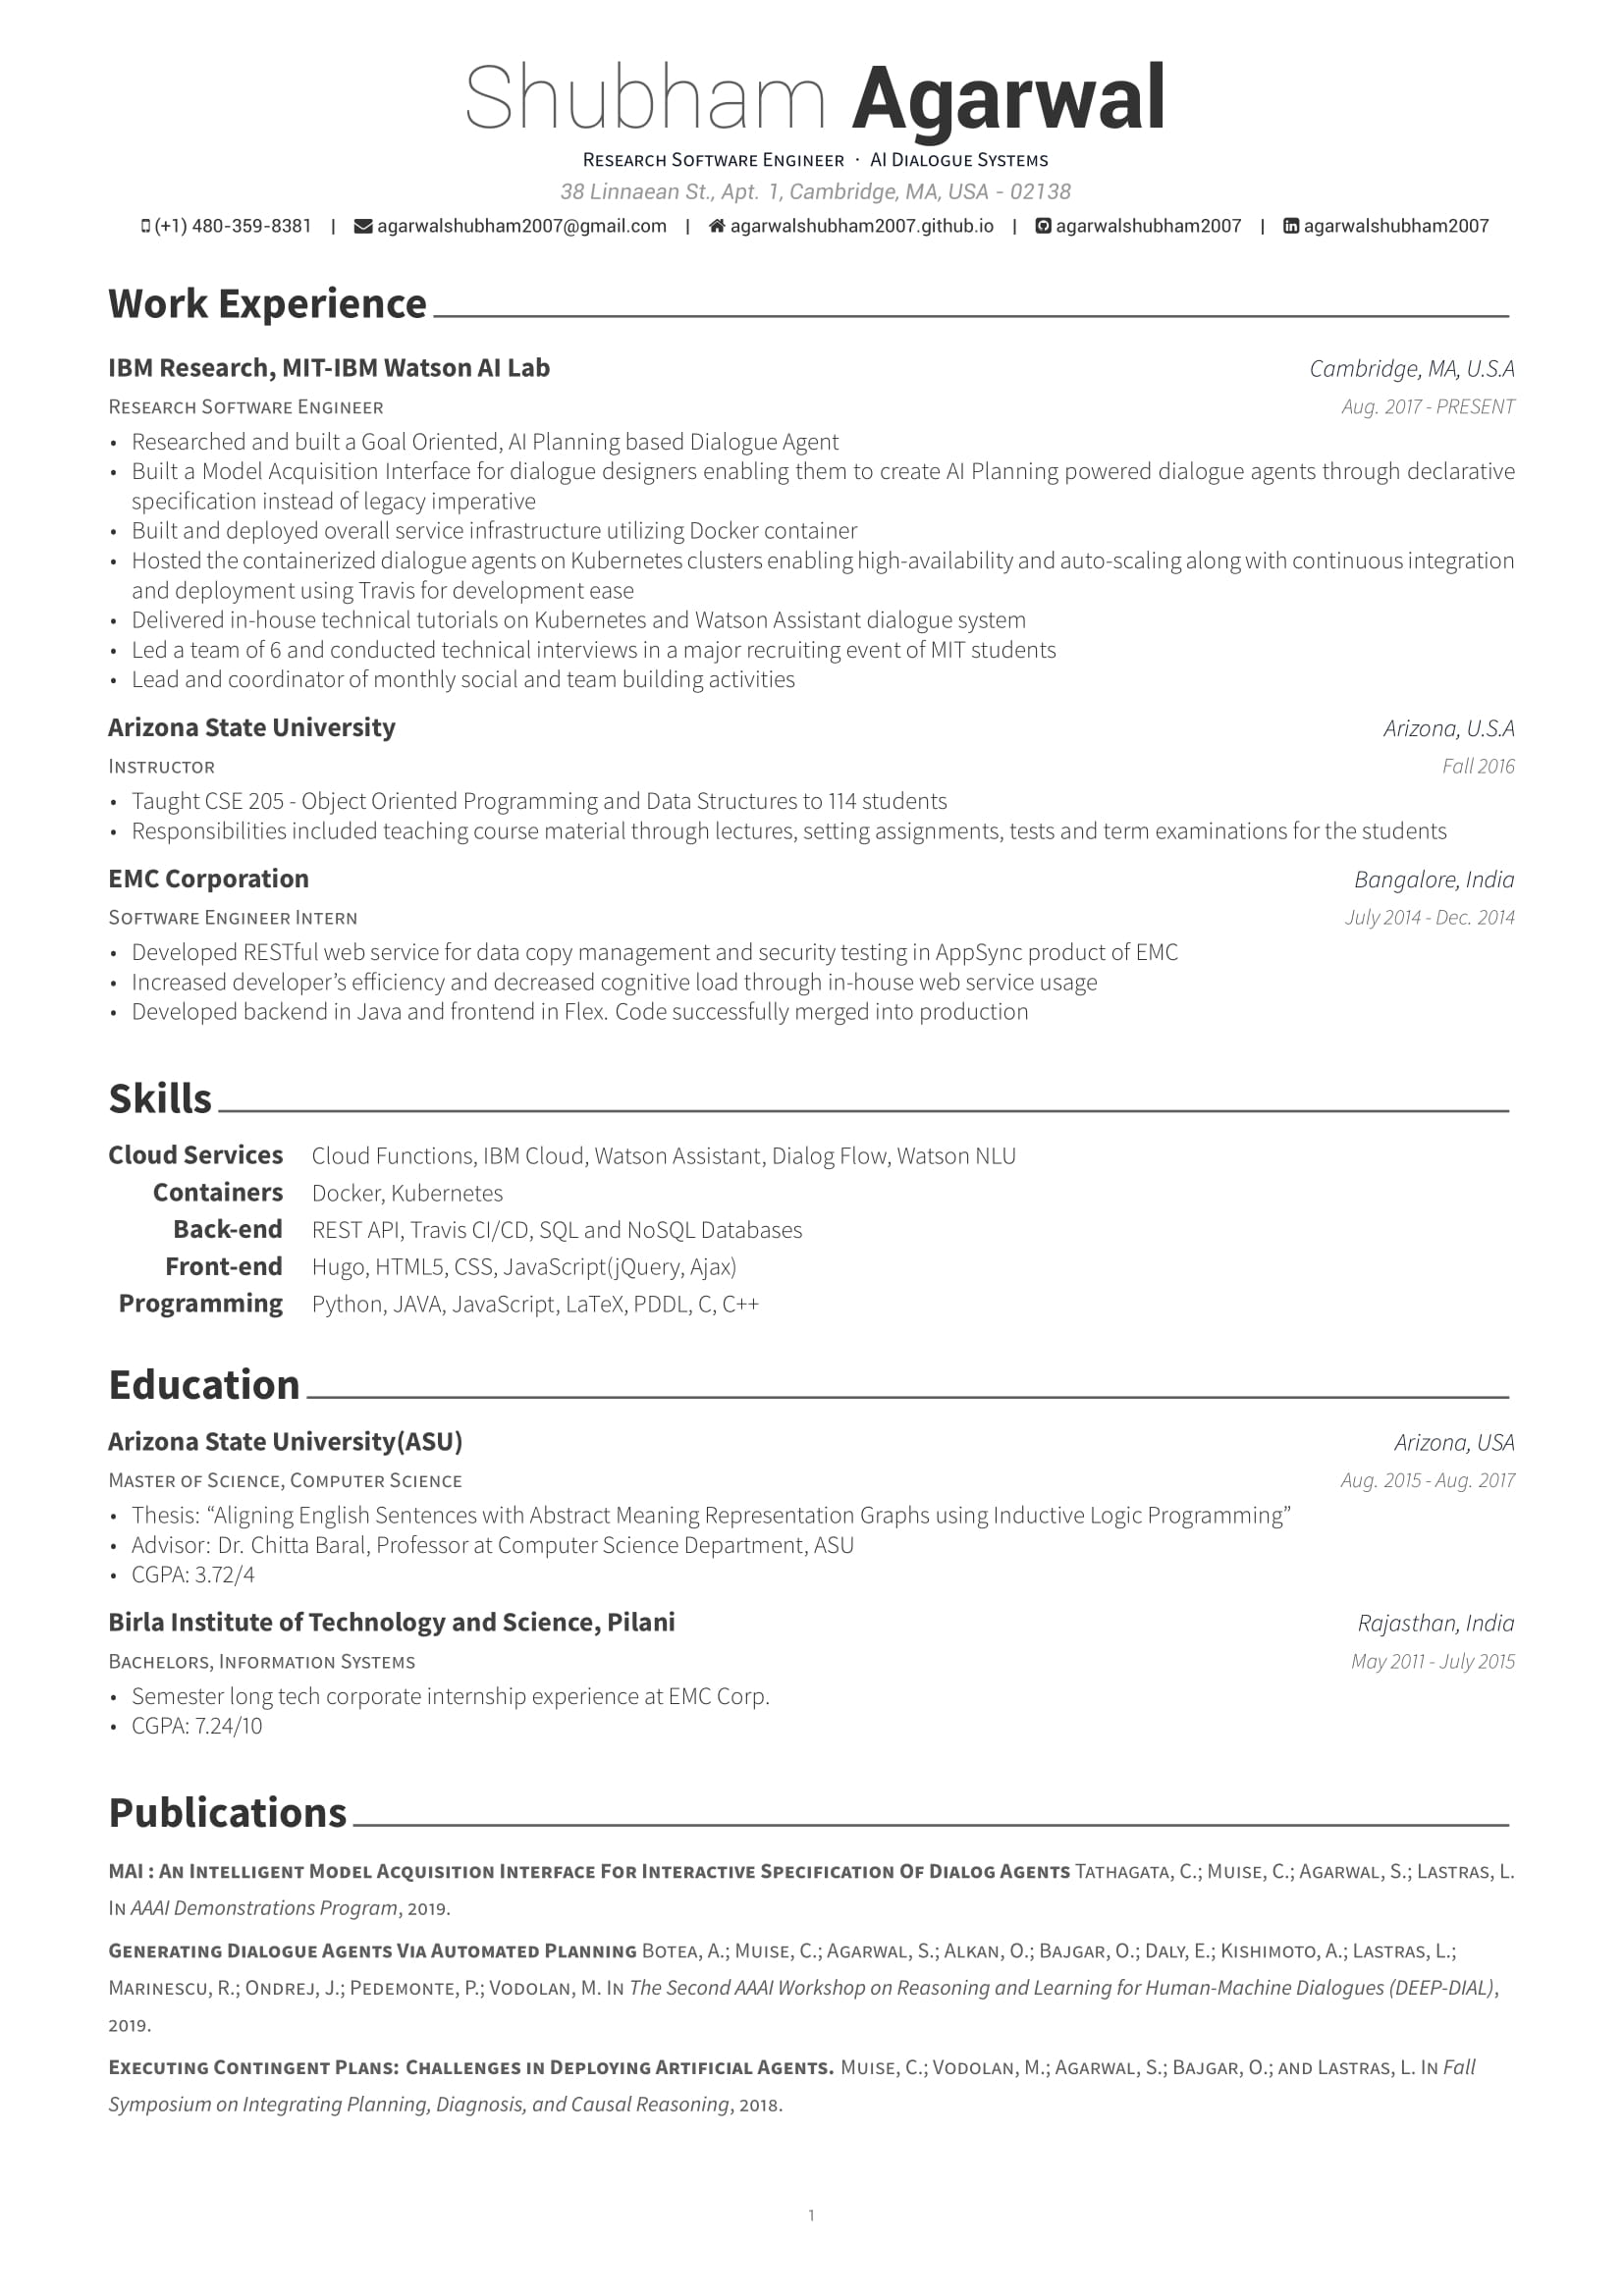 Shubham Agarwal
Research Software Engineer · AI Dialogue Systems
38 Linnaean St., Apt. 1, Cambridge, MA, USA - 02138
(+1) 480-359-8381 | agarwalshubham2007@gmail.com | agarwalshubham2007.github.io | agarwalshubham2007 | agarwalshubham2007
Work Experience
IBM Research, MIT-IBM Watson AI Lab Cambridge, MA, U.S.A
Research Software Engineer Aug. 2017 - PRESENT
• Researched and built a Goal Oriented, AI Planning based Dialogue Agent
• Built a Model Acquisition Interface for dialogue designers enabling them to create AI Planning powered dialogue agents through declarative
specification instead of legacy imperative
• Built and deployed overall service infrastructure utilizing Docker container
• Hosted the containerized dialogue agents on Kubernetes clusters enabling high-availability and auto-scaling along with continuous integration
and deployment using Travis for development ease
• Delivered in-house technical tutorials on Kubernetes and Watson Assistant dialogue system
• Led a team of 6 and conducted technical interviews in a major recruiting event of MIT students
• Lead and coordinator of monthly social and team building activities
Arizona State University Arizona, U.S.A
Instructor Fall 2016
• Taught CSE 205 - Object Oriented Programming and Data Structures to 114 students
• Responsibilities included teaching course material through lectures, setting assignments, tests and term examinations for the students
EMC Corporation Bangalore, India
Software Engineer Intern July 2014 - Dec. 2014
• Developed RESTful web service for data copy management and security testing in AppSync product of EMC
• Increased developer’s efficiency and decreased cognitive load through in-house web service usage
• Developed backend in Java and frontend in Flex. Code successfully merged into production
Skills
Cloud Services Cloud Functions, IBM Cloud, Watson Assistant, Dialog Flow, Watson NLU
Containers Docker, Kubernetes
Back-end REST API, Travis CI/CD, SQL and NoSQL Databases
Front-end Hugo, HTML5, CSS, JavaScript(jQuery, Ajax)
Programming Python, JAVA, JavaScript, LaTeX, PDDL, C, C++
Education
Arizona State University(ASU) Arizona, USA
Master of Science, Computer Science Aug. 2015 - Aug. 2017
• Thesis: “Aligning English Sentences with Abstract Meaning Representation Graphs using Inductive Logic Programming”
• Advisor: Dr. Chitta Baral, Professor at Computer Science Department, ASU
• CGPA: 3.72/4
Birla Institute of Technology and Science, Pilani Rajasthan, India
Bachelors, Information Systems May 2011 - July 2015
• Semester long tech corporate internship experience at EMC Corp.
• CGPA: 7.24/10
Publications
MAI : An Intelligent Model Acquisition Interface For Interactive Specification Of Dialog Agents Tathagata, C.; Muise, C.; Agarwal, S.; Lastras, L.
In AAAI Demonstrations Program, 2019.
Generating Dialogue Agents Via Automated Planning Botea, A.; Muise, C.; Agarwal, S.; Alkan, O.; Bajgar, O.; Daly, E.; Kishimoto, A.; Lastras, L.;
Marinescu, R.; Ondrej, J.; Pedemonte, P.; Vodolan, M. In The Second AAAI Workshop on Reasoning and Learning for Human-Machine Dialogues (DEEP-DIAL),
2019.
Executing Contingent Plans: Challenges in Deploying Artificial Agents. Muise, C.; Vodolan, M.; Agarwal, S.; Bajgar, O.; and Lastras, L. In Fall
Symposium on Integrating Planning, Diagnosis, and Causal Reasoning, 2018.
1